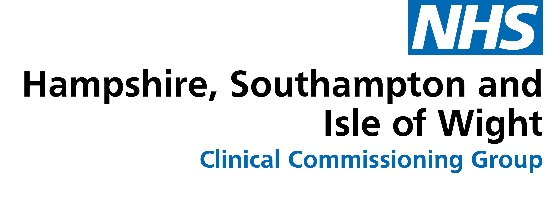 NHS
Hampshire, Southampton and
Isle of Wight
Clinical Commissioning Group